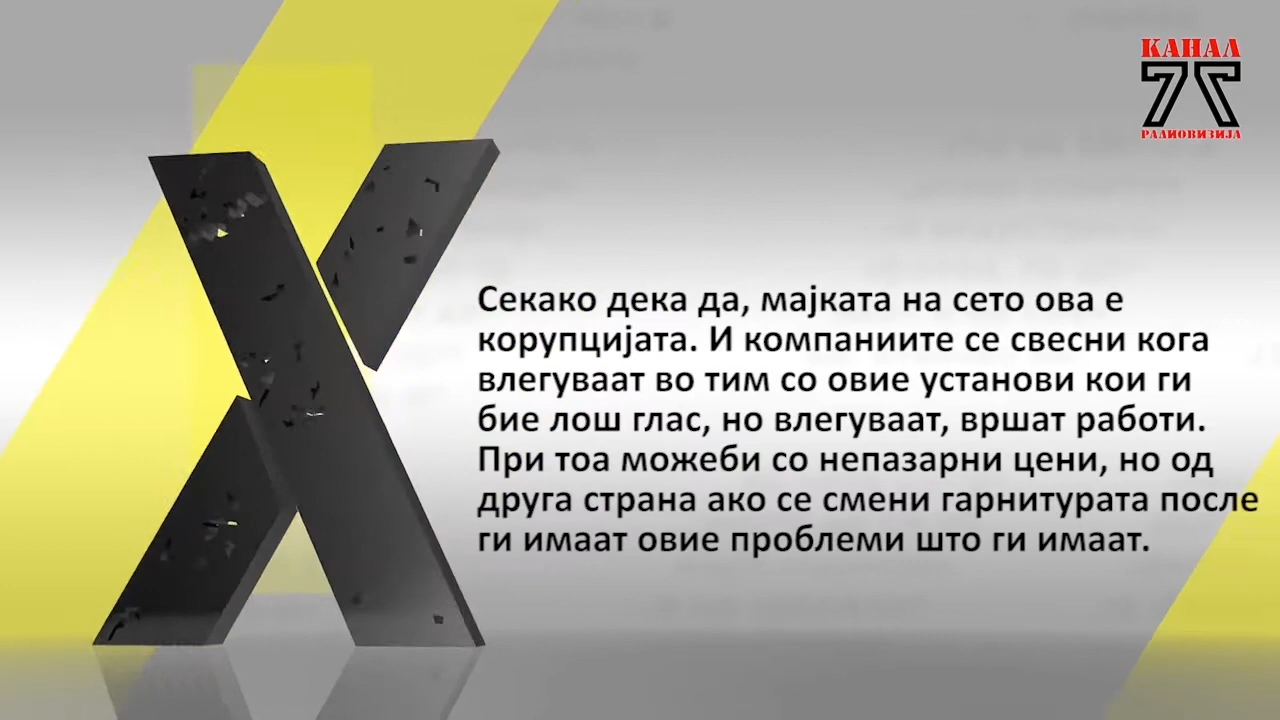 КАНАЛ
77
РАДИОВИЗИЈА
X
Секако дека да, мајката на сето ова е
корупцијата. И компаниите се свесни кога
влегуваат во тим со овие установи кои ги
бие лош глас, но влегуваат, вршат работи.
При тоа можеби со непазарни цени, но од
друга страна ако се смени гарнитурата после
ги имаат овие проблеми што ги имаат.